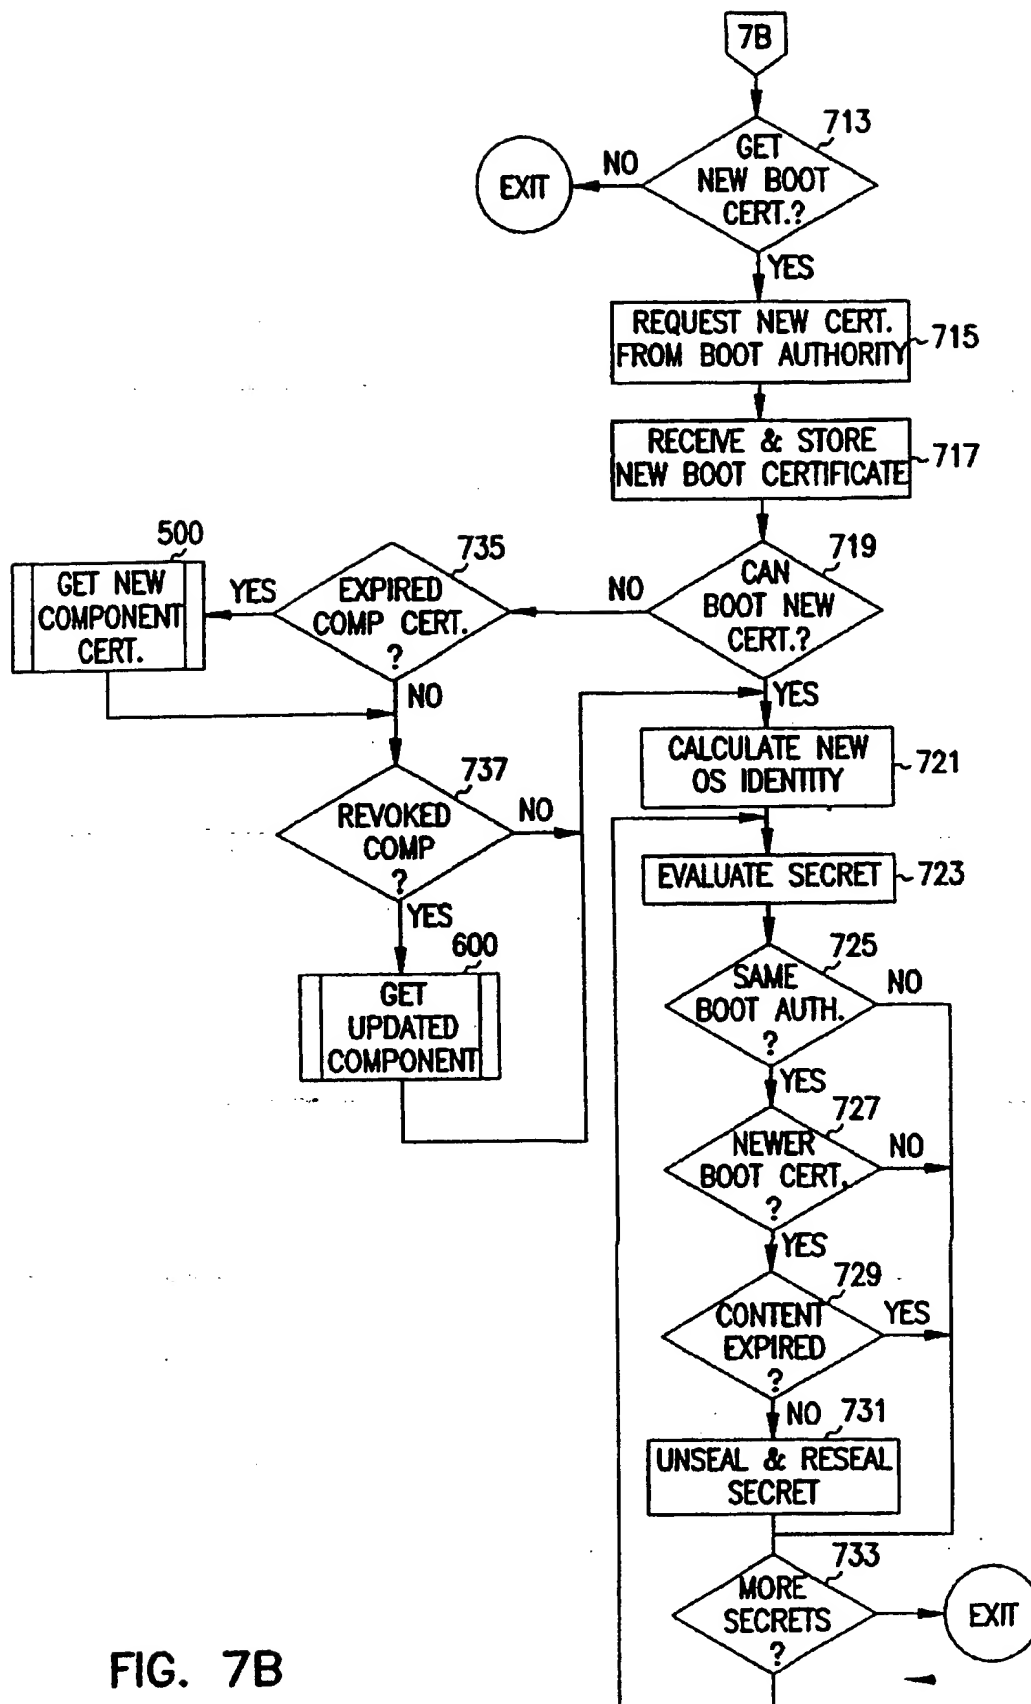 7B
713
GET
NEW BOOT
CERT.?
NO
EXIT
YES
REQUEST NEW CERT.
FROM BOOT AUTHORITY
715
RECEIVE & STORE
NEW BOOT CERTIFICATE
717
719
CAN
BOOT NEW
CERT.?
NO
YES
735
EXPIRED
COMP CERT.
?
YES
NO
500
GET NEW
COMPONENT
CERT.
737
REVOKED
COMP
?
NO
YES
600
GET
UPDATED
COMPONENT
CALCULATE NEW
OS IDENTITY
721
EVALUATE SECRET
723
725
SAME
BOOT AUTH.
?
NO
YES
727
NEWER
BOOT CERT.
?
NO
YES
729
CONTENT
EXPIRED
?
YES
NO
731
UNSEAL & RESEAL
SECRET
733
MORE
SECRETS
?
EXIT
FIG. 7B